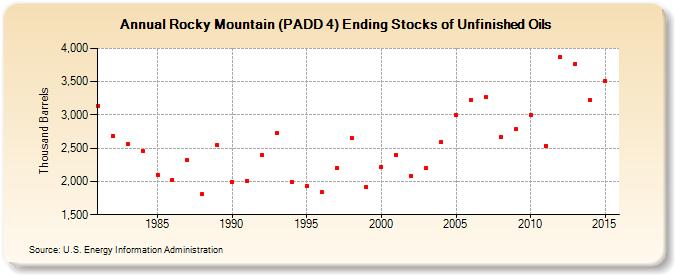 Annual Rocky Mountain (PADD 4) Ending Stocks of Unfinished Oils
Thousand Barrels
4,000
3,500
3,000
2,500
2,000
1,500
1985 1990 1995 2000 2005 2010 2015
Source: U.S. Energy Information Administration